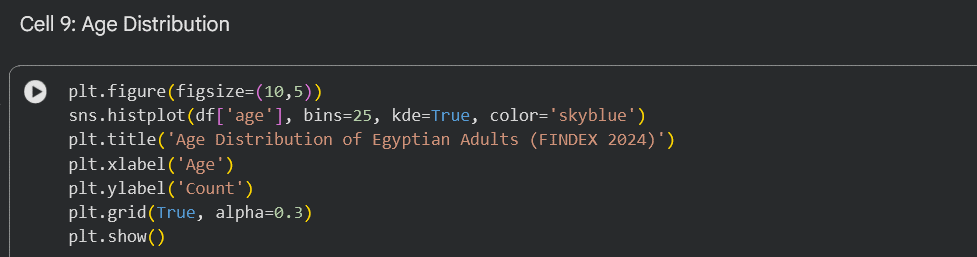 Cell 9: Age Distribution
plt.figure(figsize=(10,5))
sns.histplot(df['age'], bins=25, kde=True, color='skyblue')
plt.title('Age Distribution of Egyptian Adults (FINDEX 2024)')
plt.xlabel('Age')
plt.ylabel('Count')
plt.grid(True, alpha=0.3)
plt.show()